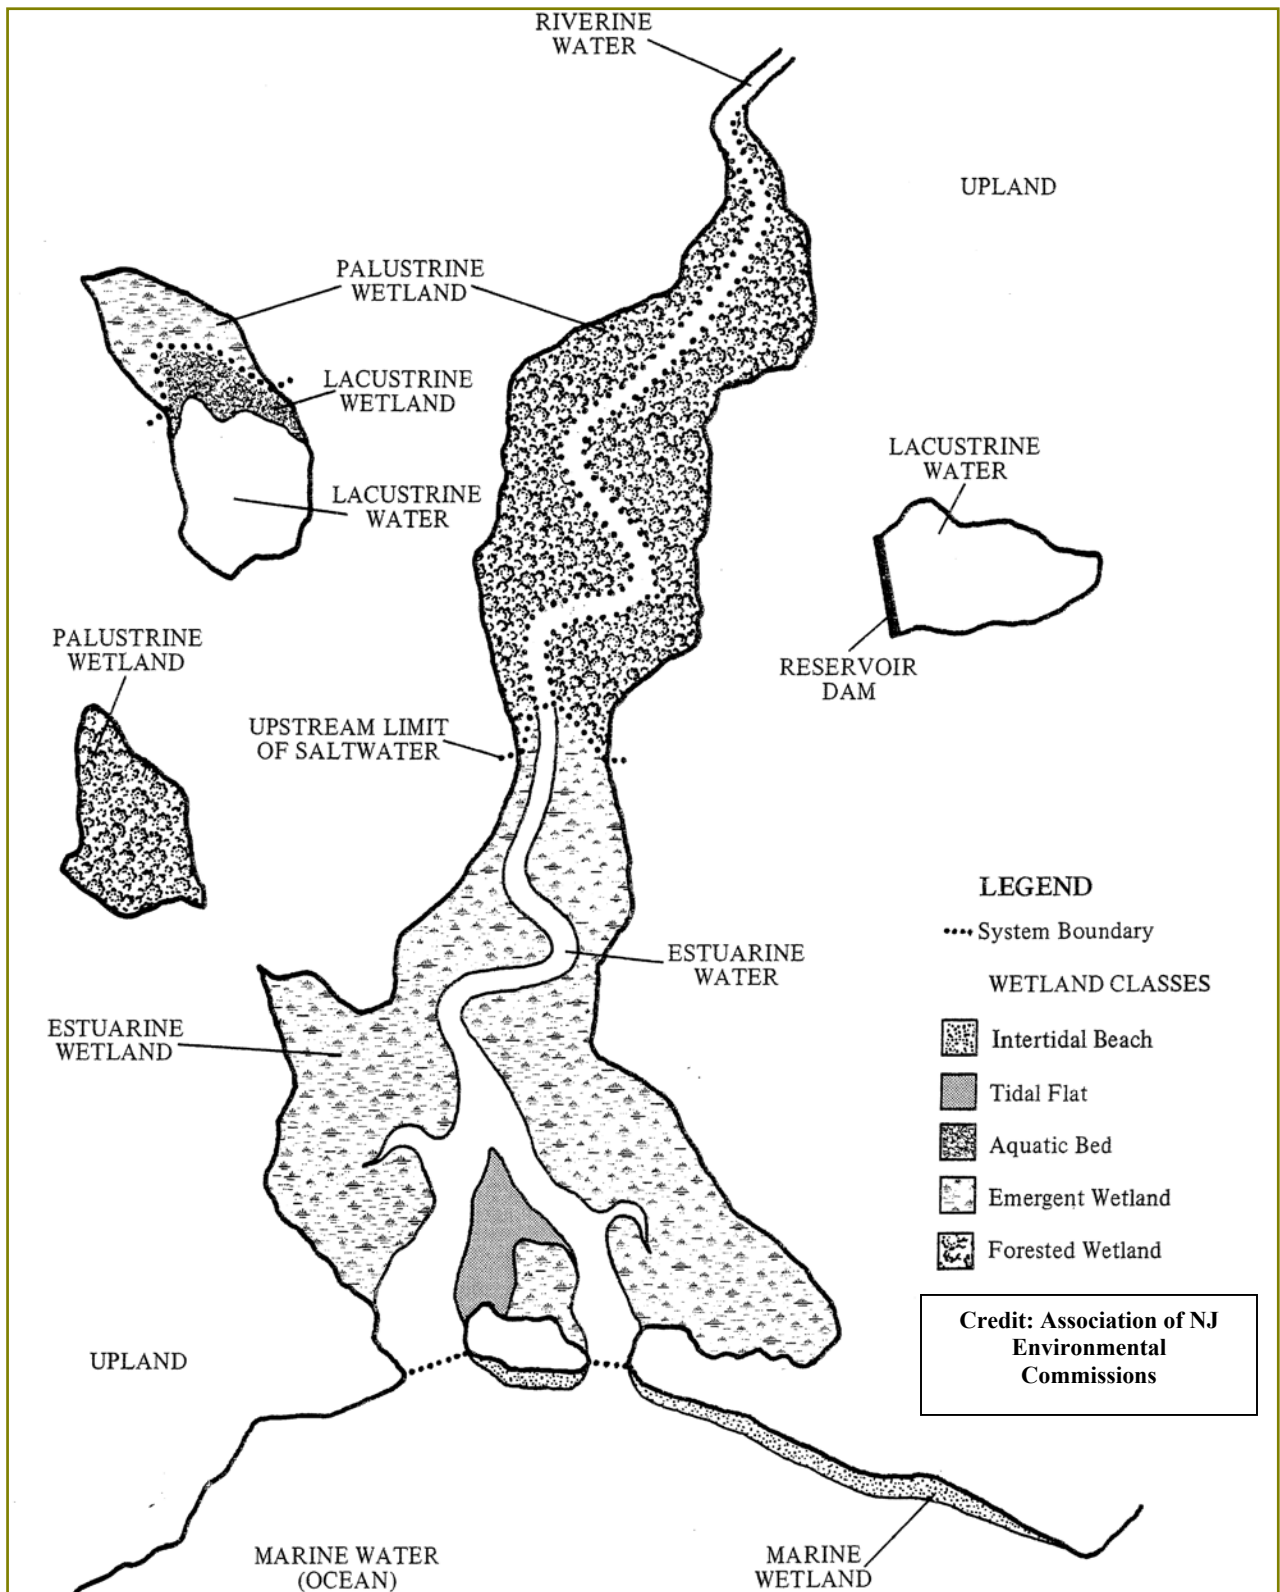 RIVERINE
WATER
UPLAND
PALUSTRINE
WETLAND
LACUSTRINE
WETLAND
LACUSTRINE
WATER
LACUSTRINE
WATER
PALUSTRINE
WETLAND
RESERVOIR
DAM
UPSTREAM LIMIT
OF SALTWATER
ESTUARINE
WATER
ESTUARINE
WETLAND
LEGEND
System Boundary
WETLAND CLASSES
Intertidal Beach
Tidal Flat
Aquatic Bed
Emergent Wetland
Forested Wetland
Credit: Association of NJ
Environmental
Commissions
UPLAND
MARINE WATER
(OCEAN)
MARINE
WETLAND